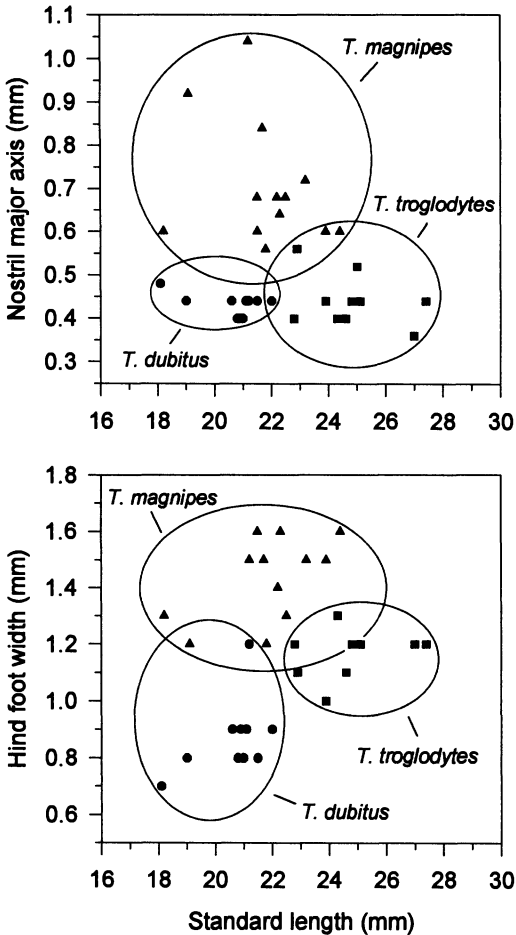 1.1
1.0
0.9
0.8
0.7
0.6
0.5
0.4
0.3
Nostril major axis (mm)
T. magnipes
T. troglodytes
T. dubitus
16 18 20 22 24 26 28 30
1.8
1.6
1.4
1.2
1.0
0.8
0.6
Hind foot width (mm)
T. magnipes
T. troglodytes
T. dubitus
16 18 20 22 24 26 28 30
Standard length (mm)